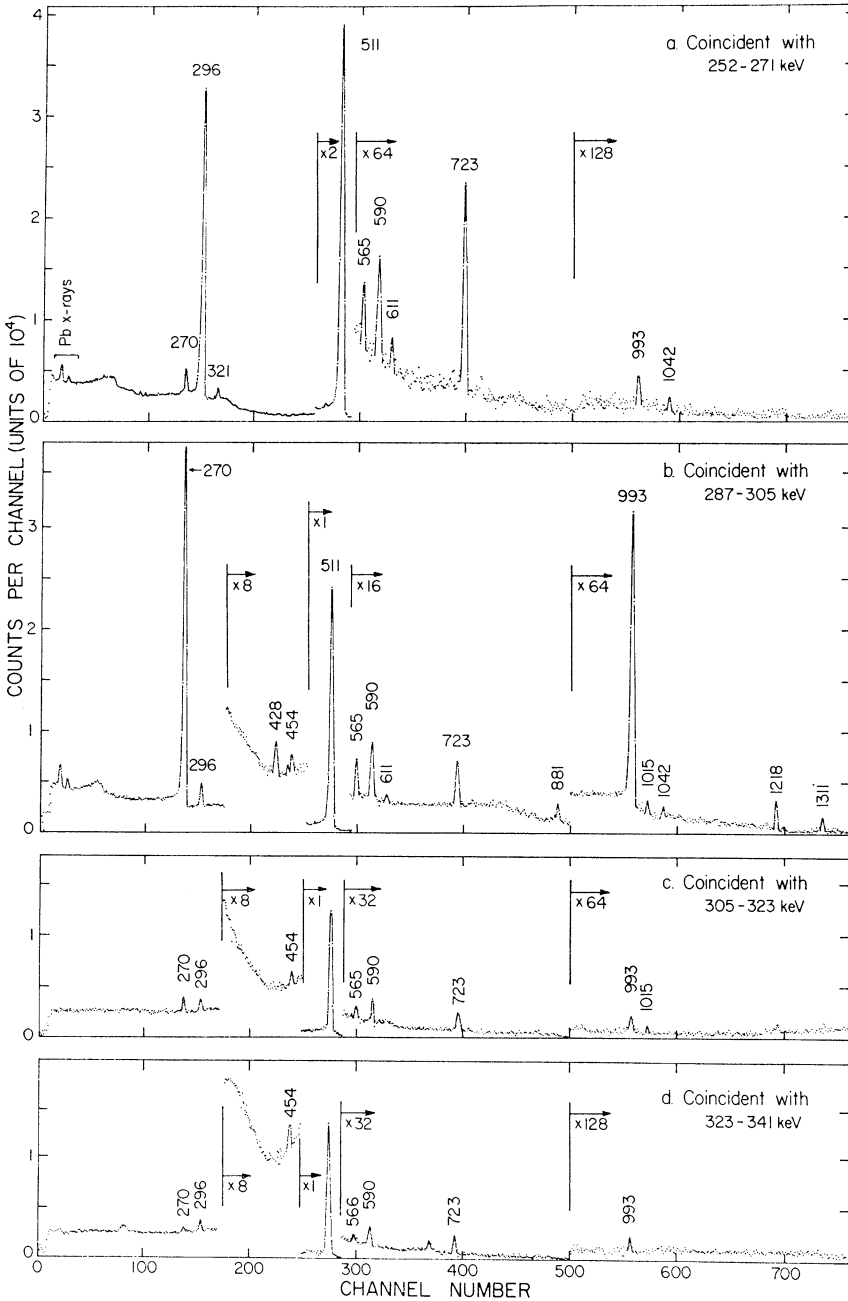 COUNTS PER CHANNEL (UNITS OF 10⁴)
4
3
2
1
0
a. Coincident with
252-271 keV
Pb x-rays
270
296
321
x2
511
x64
565
590
611
723
x128
993
1042
3
2
1
0
b. Coincident with
287-305 keV
←270
296
x8
428
454
x1
511
x16
565
590
611
723
881
x64
993
1015
1042
1218
1311
1
0
c. Coincident with
305-323 keV
270
296
x8
454
x1
x32
565
590
723
x64
993
1015
1
0
d. Coincident with
323-341 keV
270
296
x8
454
x1
x32
566
590
723
x128
993
0 100 200 300 400 500 600 700
CHANNEL NUMBER